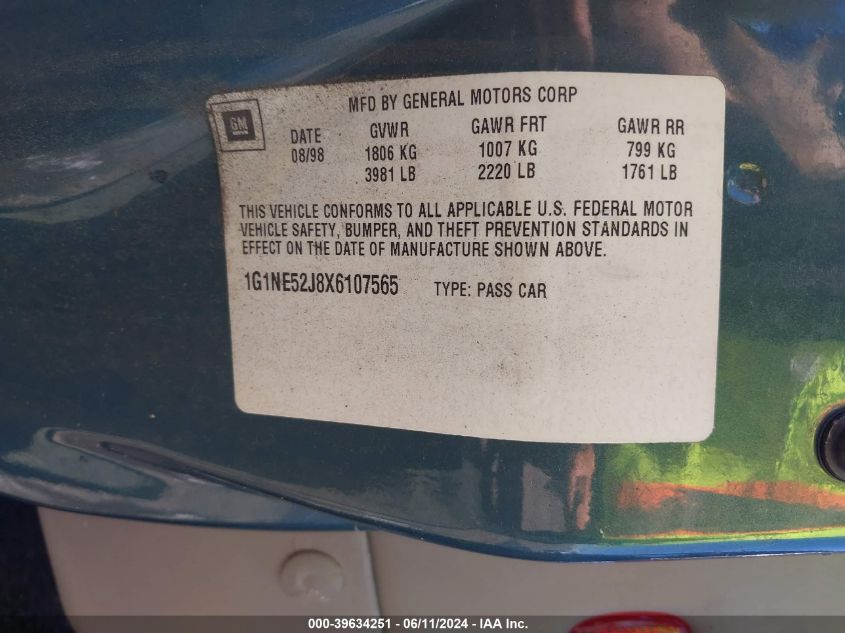 MFD BY GENERAL MOTORS CORP
GM
DATE GVWR GAWR FRT GAWR RR
08/98 1806 KG 1007 KG 799 KG
3981 LB 2220 LB 1761 LB
THIS VEHICLE CONFORMS TO ALL APPLICABLE U.S. FEDERAL MOTOR
VEHICLE SAFETY, BUMPER, AND THEFT PREVENTION STANDARDS IN
EFFECT ON THE DATE OF MANUFACTURE SHOWN ABOVE.
1G1NE52J8X6107565 TYPE: PASS CAR
000-39634251 - 06/11/2024 - IAA Inc.